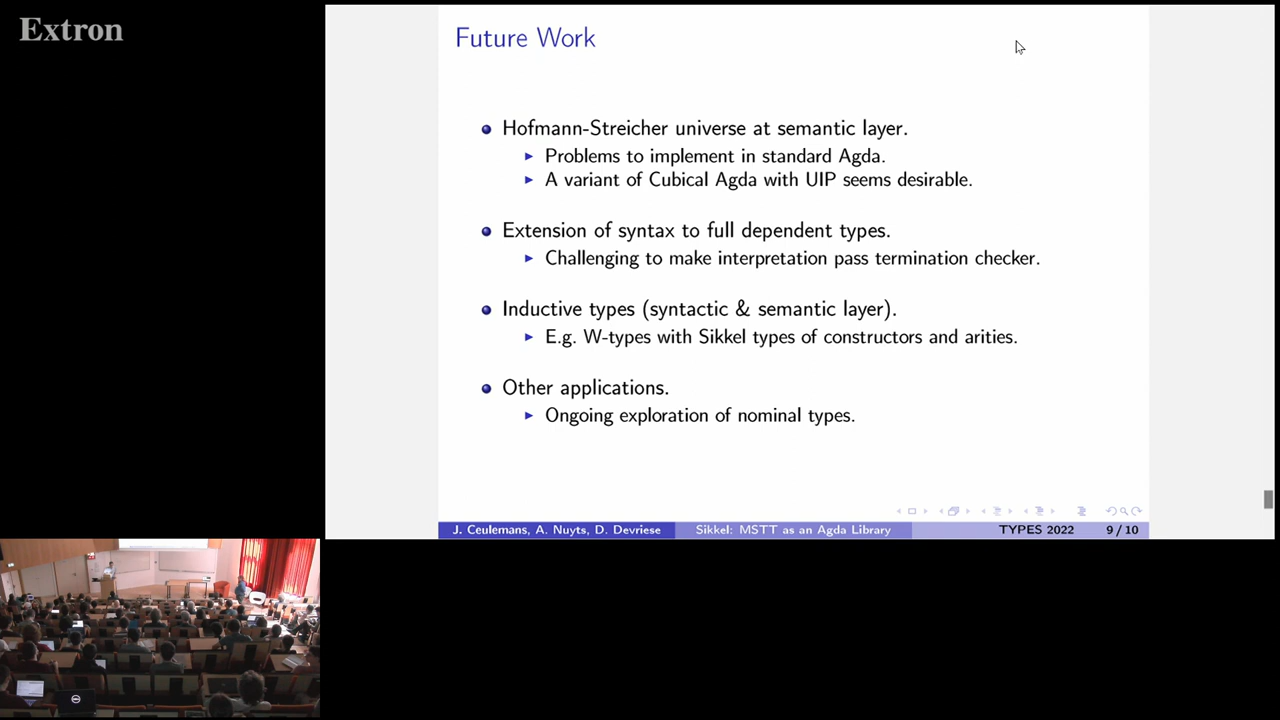 Extron
Future Work
Hofmann-Streicher universe at semantic layer.
Problems to implement in standard Agda.
A variant of Cubical Agda with UIP seems desirable.
Extension of syntax to full dependent types.
Challenging to make interpretation pass termination checker.
Inductive types (syntactic & semantic layer).
E.g. W-types with Sikkel types of constructors and arities.
Other applications.
Ongoing exploration of nominal types.
J. Ceulemans, A. Nuyts, D. Devriese Sikkel: MSTT as an Agda Library TYPES 2022 9 / 10